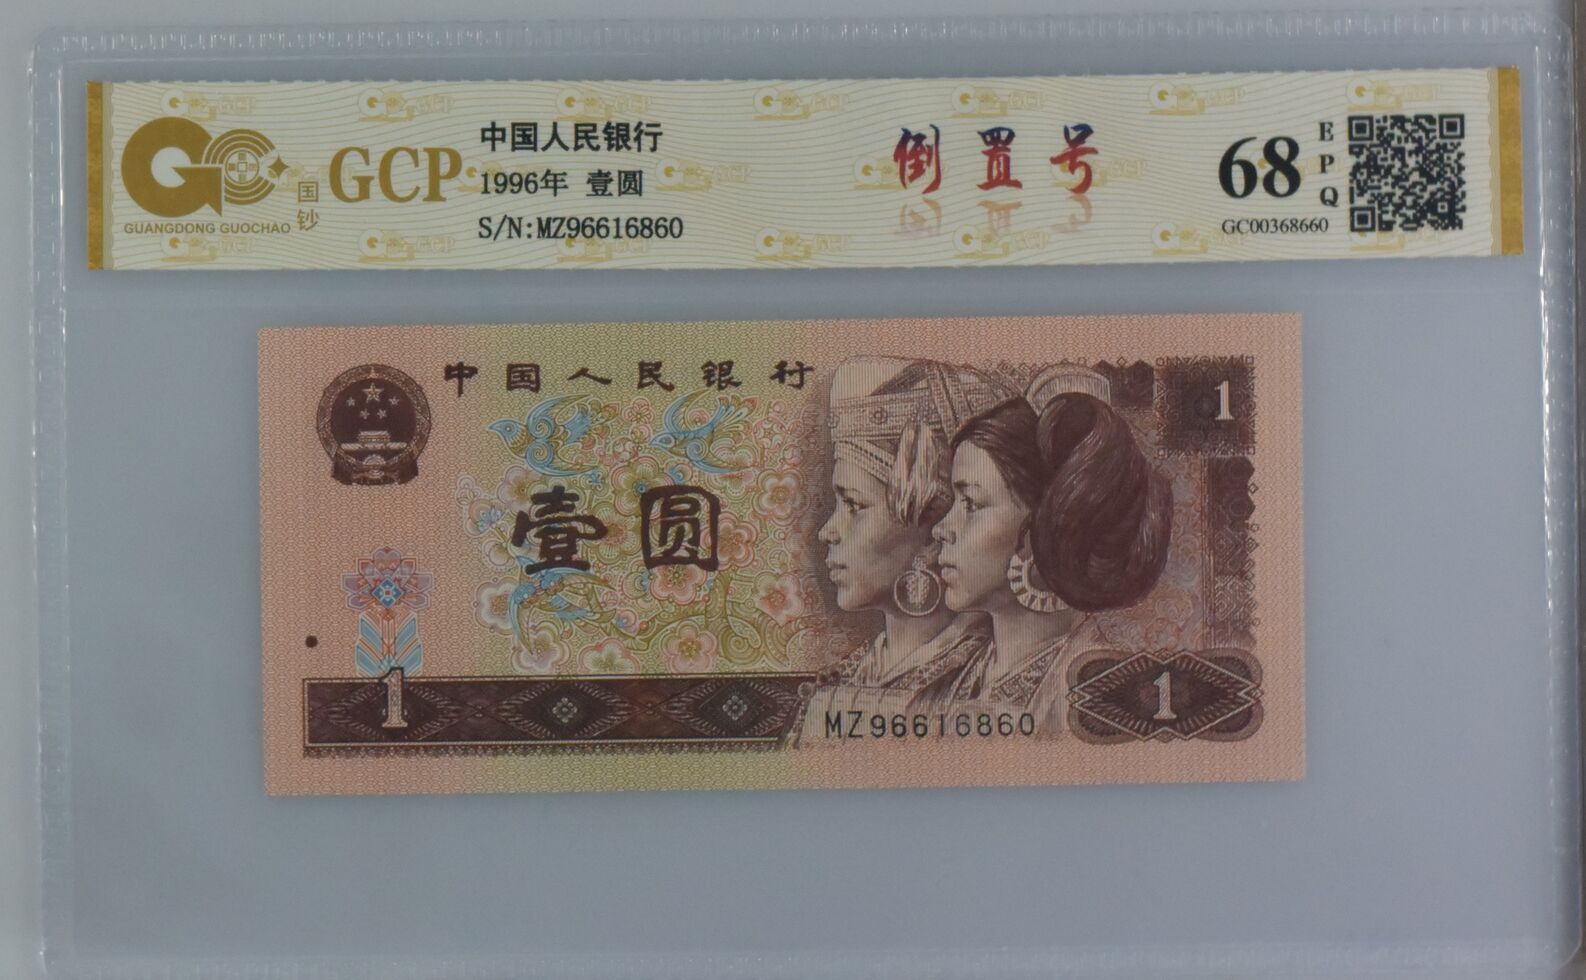 GCP
国钞
GUANGDONG GUOCHAO
中国人民银行
1996年 壹圆
S/N:MZ96616860
倒置号
68
EPQ
GC00368660
中国人民银行
1
壹圆
1
MZ96616860
1